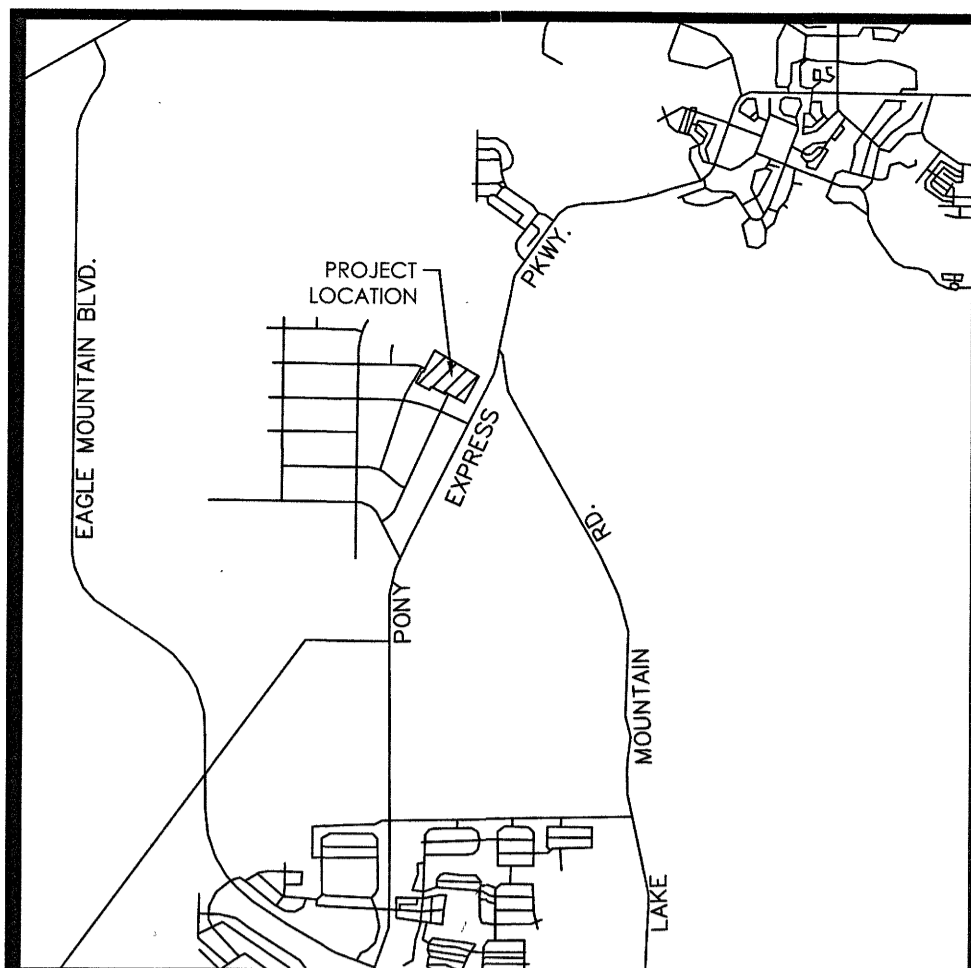 PROJECT
LOCATION
EAGLE MOUNTAIN BLVD.
PONY EXPRESS PKWY.
LAKE MOUNTAIN RD.